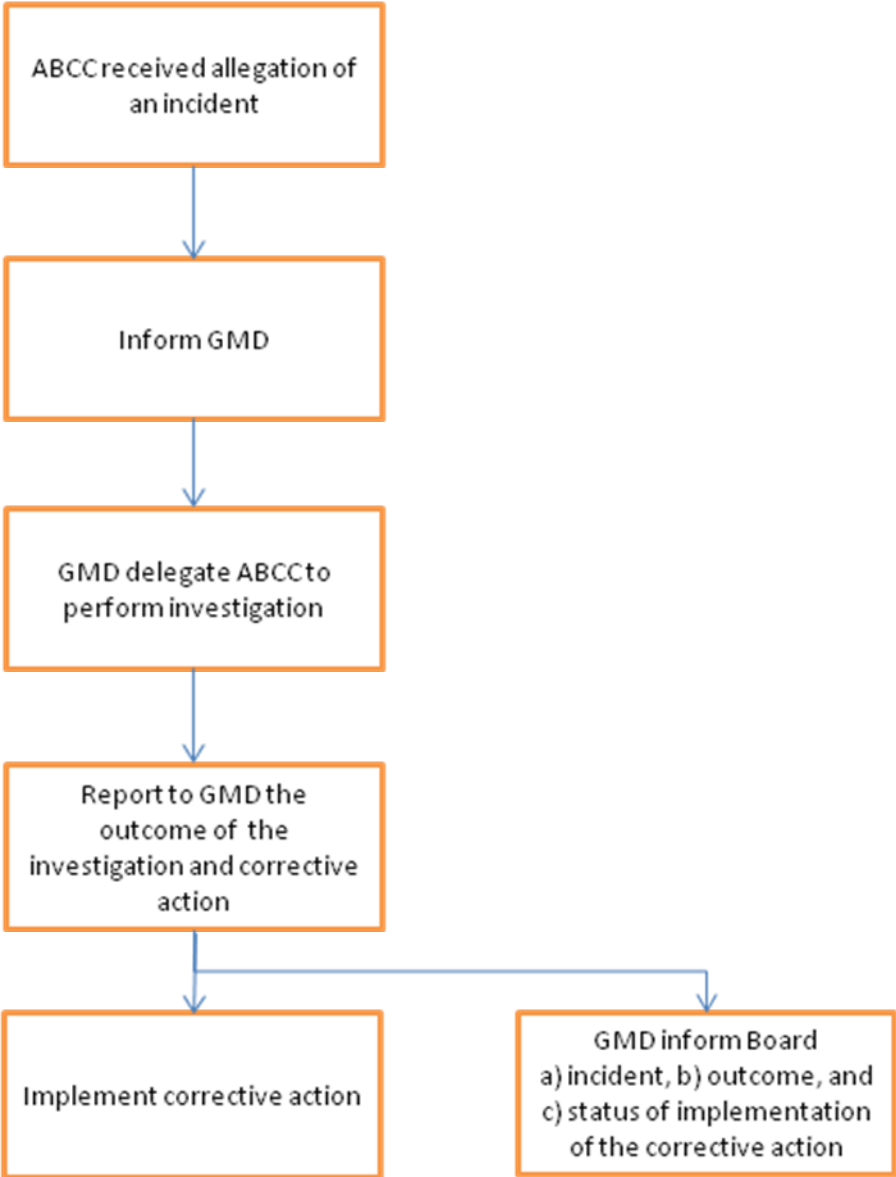 ABCC received allegation of
an incident
Inform GMD
GMD delegate ABCC to
perform investigation
Report to GMD the
outcome of the
investigation and corrective
action
Implement corrective action
GMD inform Board
a) incident, b) outcome, and
c) status of implementation
of the corrective action